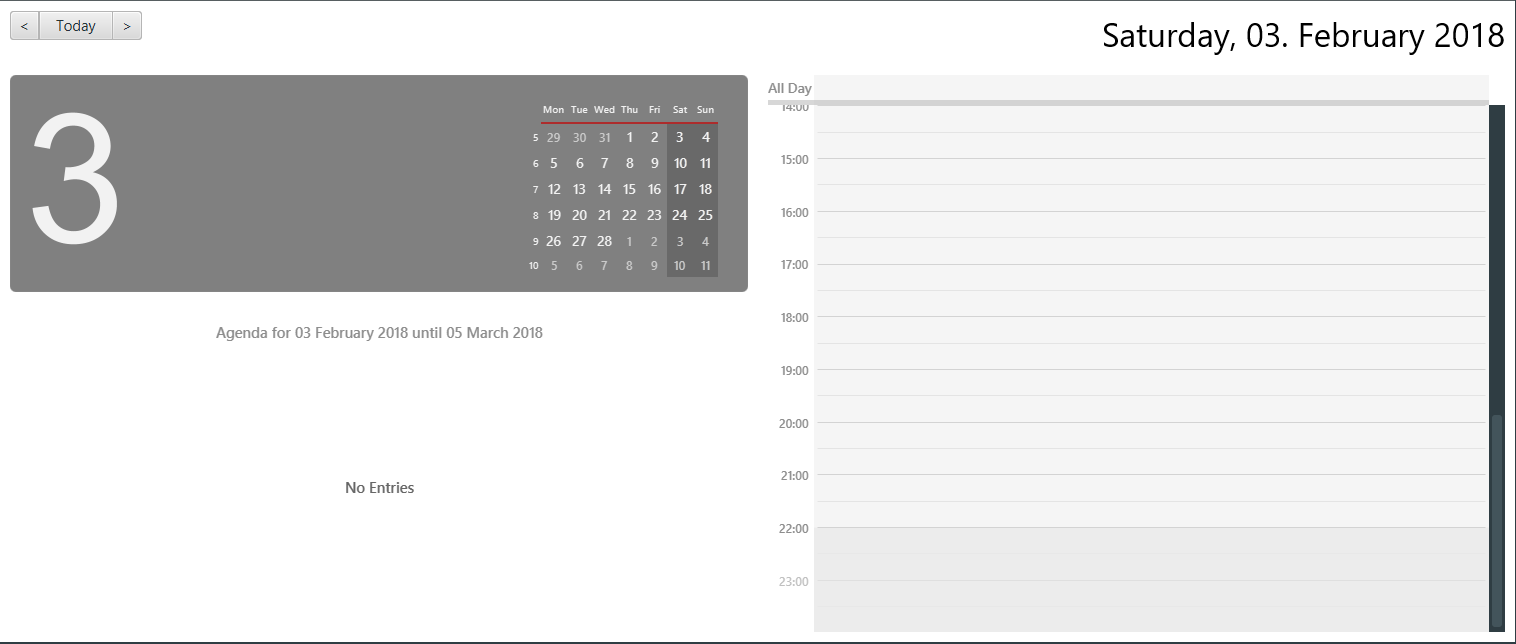 < Today >
Saturday, 03. February 2018
3
Mon Tue Wed Thu Fri Sat Sun
5 29 30 31 1 2 3 4
6 5 6 7 8 9 10 11
7 12 13 14 15 16 17 18
8 19 20 21 22 23 24 25
9 26 27 28 1 2 3 4
10 5 6 7 8 9 10 11
Agenda for 03 February 2018 until 05 March 2018
No Entries
All Day
14:00
15:00
16:00
17:00
18:00
19:00
20:00
21:00
22:00
23:00